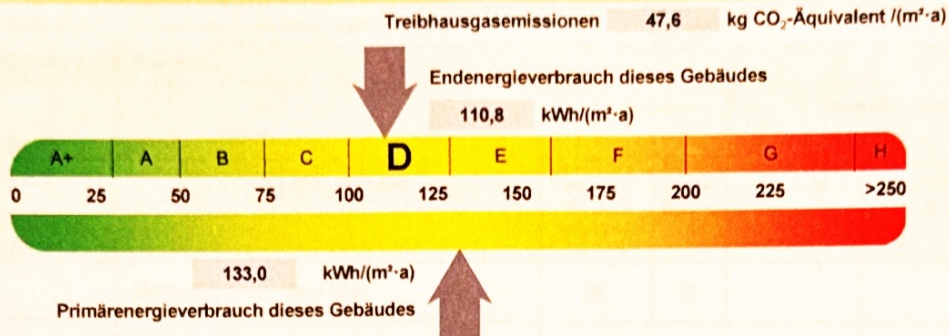 Treibhausgasemissionen 47,6 kg CO₂-Äquivalent /(m²·a)
Endenergieverbrauch dieses Gebäudes
110,8 kWh/(m²·a)
A+ A B C D E F G H
0 25 50 75 100 125 150 175 200 225 >250
133,0 kWh/(m²·a)
Primärenergieverbrauch dieses Gebäudes